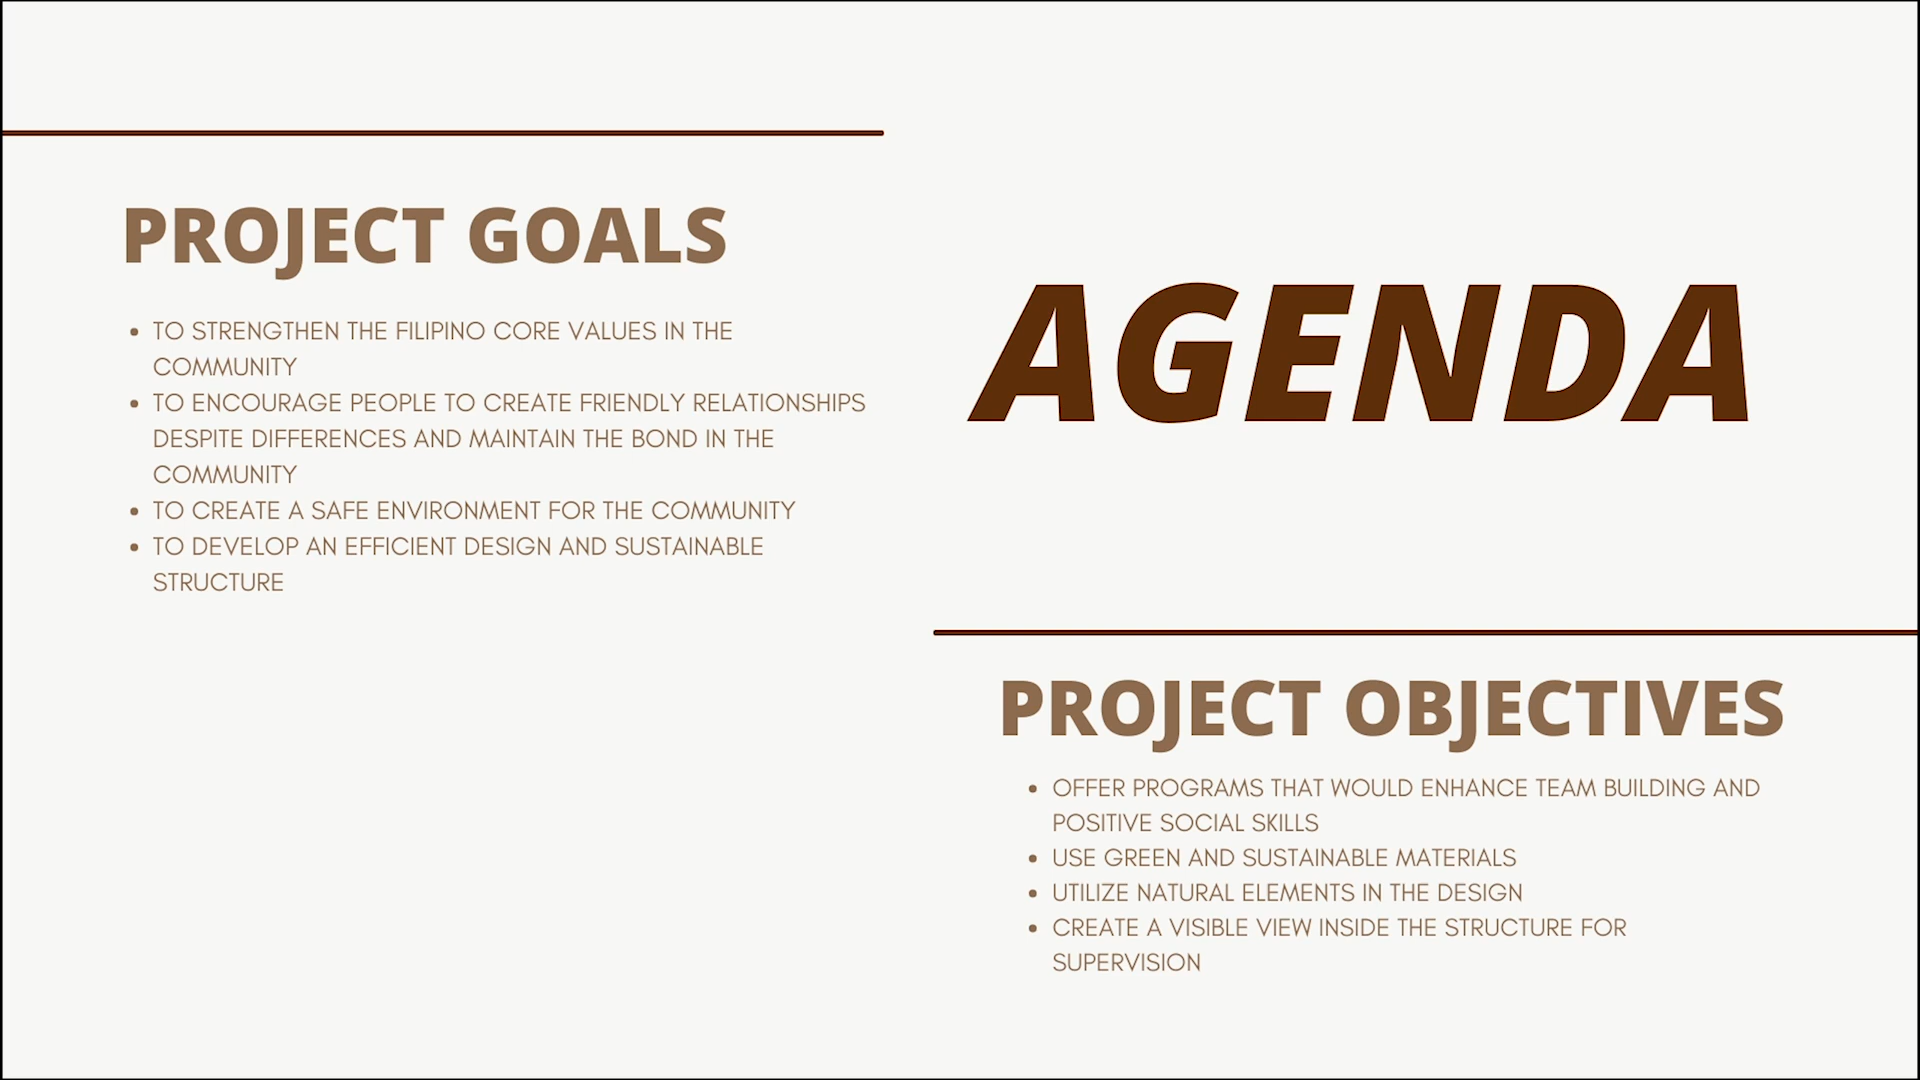 PROJECT GOALS
• TO STRENGTHEN THE FILIPINO CORE VALUES IN THE
COMMUNITY
• TO ENCOURAGE PEOPLE TO CREATE FRIENDLY RELATIONSHIPS
DESPITE DIFFERENCES AND MAINTAIN THE BOND IN THE
COMMUNITY
• TO CREATE A SAFE ENVIRONMENT FOR THE COMMUNITY
• TO DEVELOP AN EFFICIENT DESIGN AND SUSTAINABLE
STRUCTURE
AGENDA
PROJECT OBJECTIVES
• OFFER PROGRAMS THAT WOULD ENHANCE TEAM BUILDING AND
POSITIVE SOCIAL SKILLS
• USE GREEN AND SUSTAINABLE MATERIALS
• UTILIZE NATURAL ELEMENTS IN THE DESIGN
• CREATE A VISIBLE VIEW INSIDE THE STRUCTURE FOR
SUPERVISION